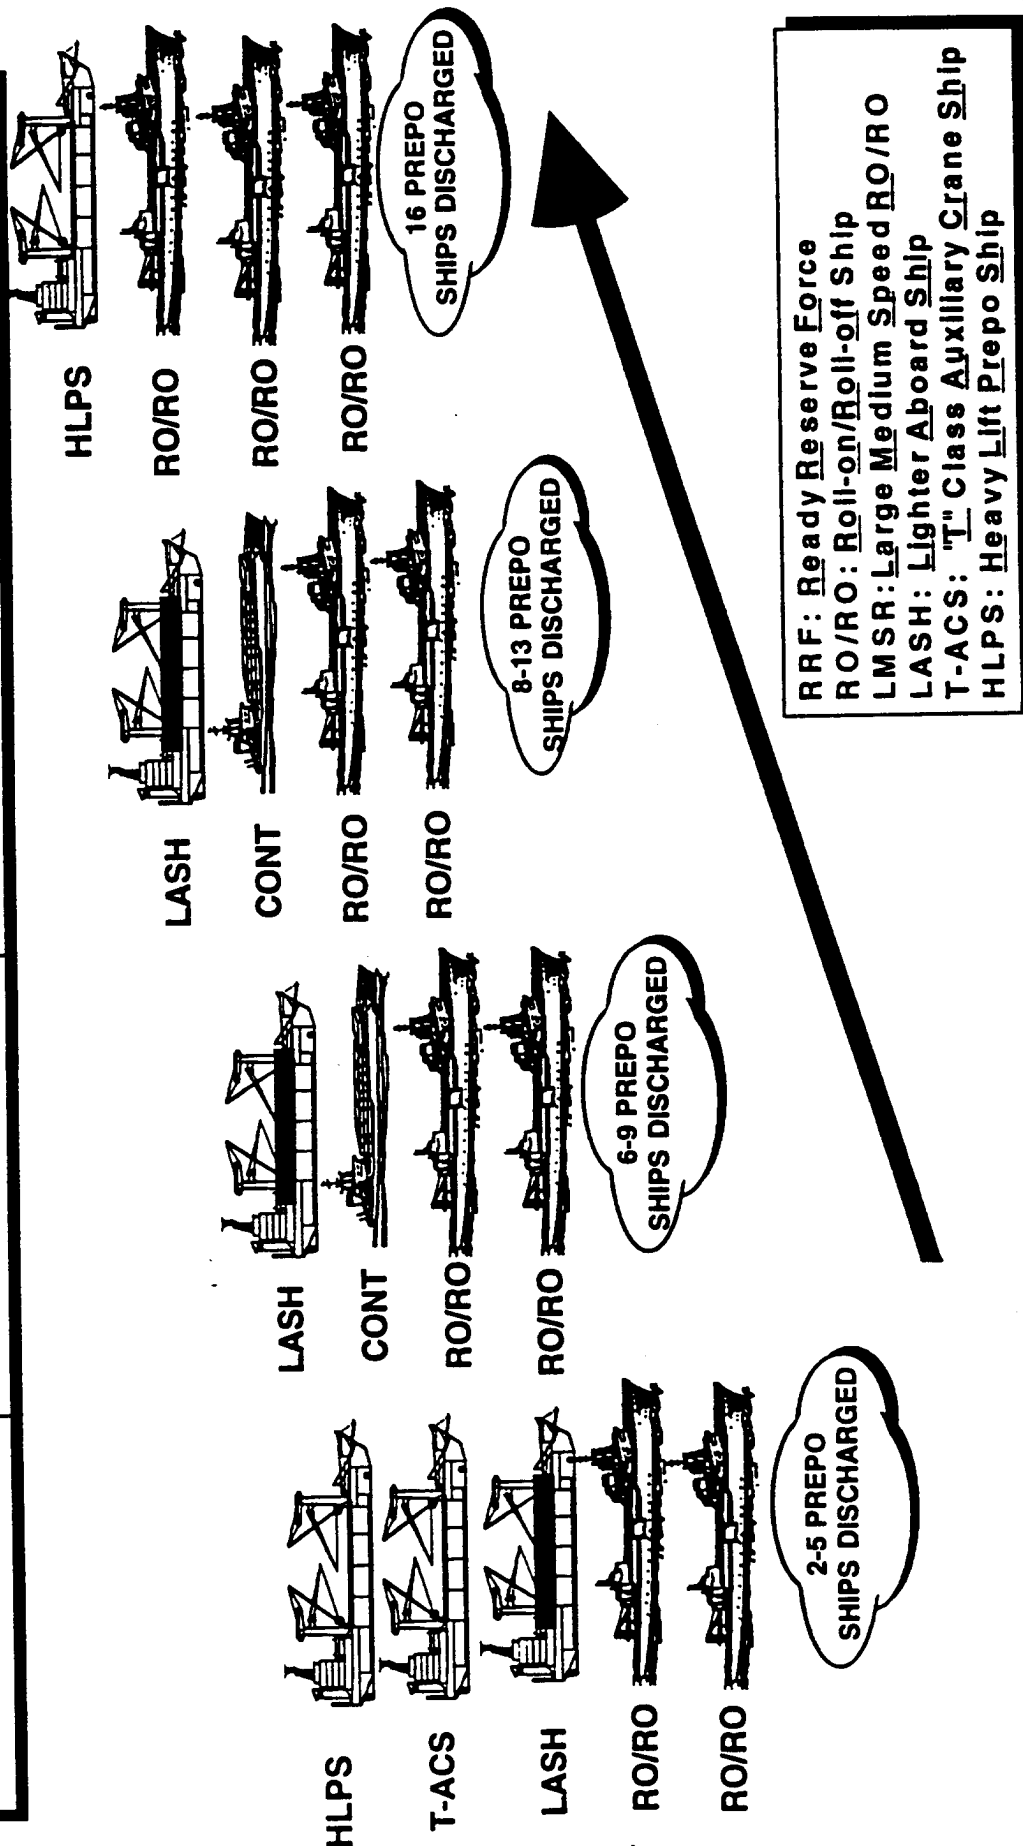 HLPS
T-ACS
LASH
RO/RO
RO/RO
2-5 PREPO
SHIPS DISCHARGED
LASH
CONT
RO/RO
RO/RO
6-9 PREPO
SHIPS DISCHARGED
LASH
CONT
RO/RO
RO/RO
8-13 PREPO
SHIPS DISCHARGED
HLPS
RO/RO
RO/RO
RO/RO
16 PREPO
SHIPS DISCHARGED
RRF: Ready Reserve Force
RO/RO: Roll-on/Roll-off Ship
LMSR: Large Medium Speed RO/RO
LASH: Lighter Aboard Ship
T-ACS: "T" Class Auxiliary Crane Ship
HLPS: Heavy Lift Prepo Ship